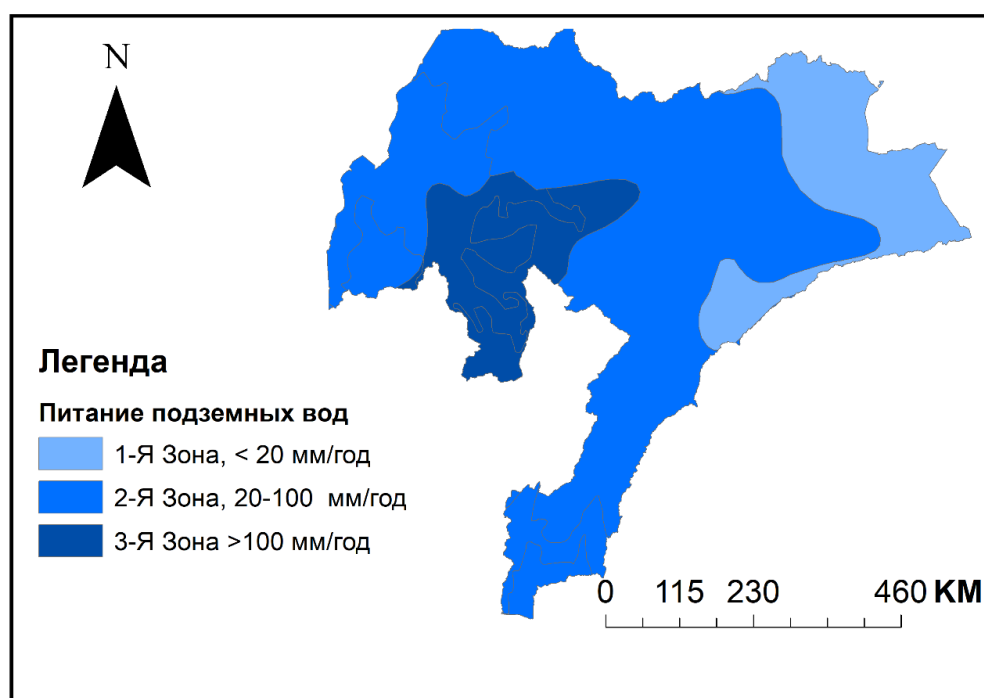 N
Легенда
Питание подземных вод
1-Я Зона, < 20 мм/год
2-Я Зона, 20-100 мм/год
3-Я Зона >100 мм/год
0 115 230 460 KM